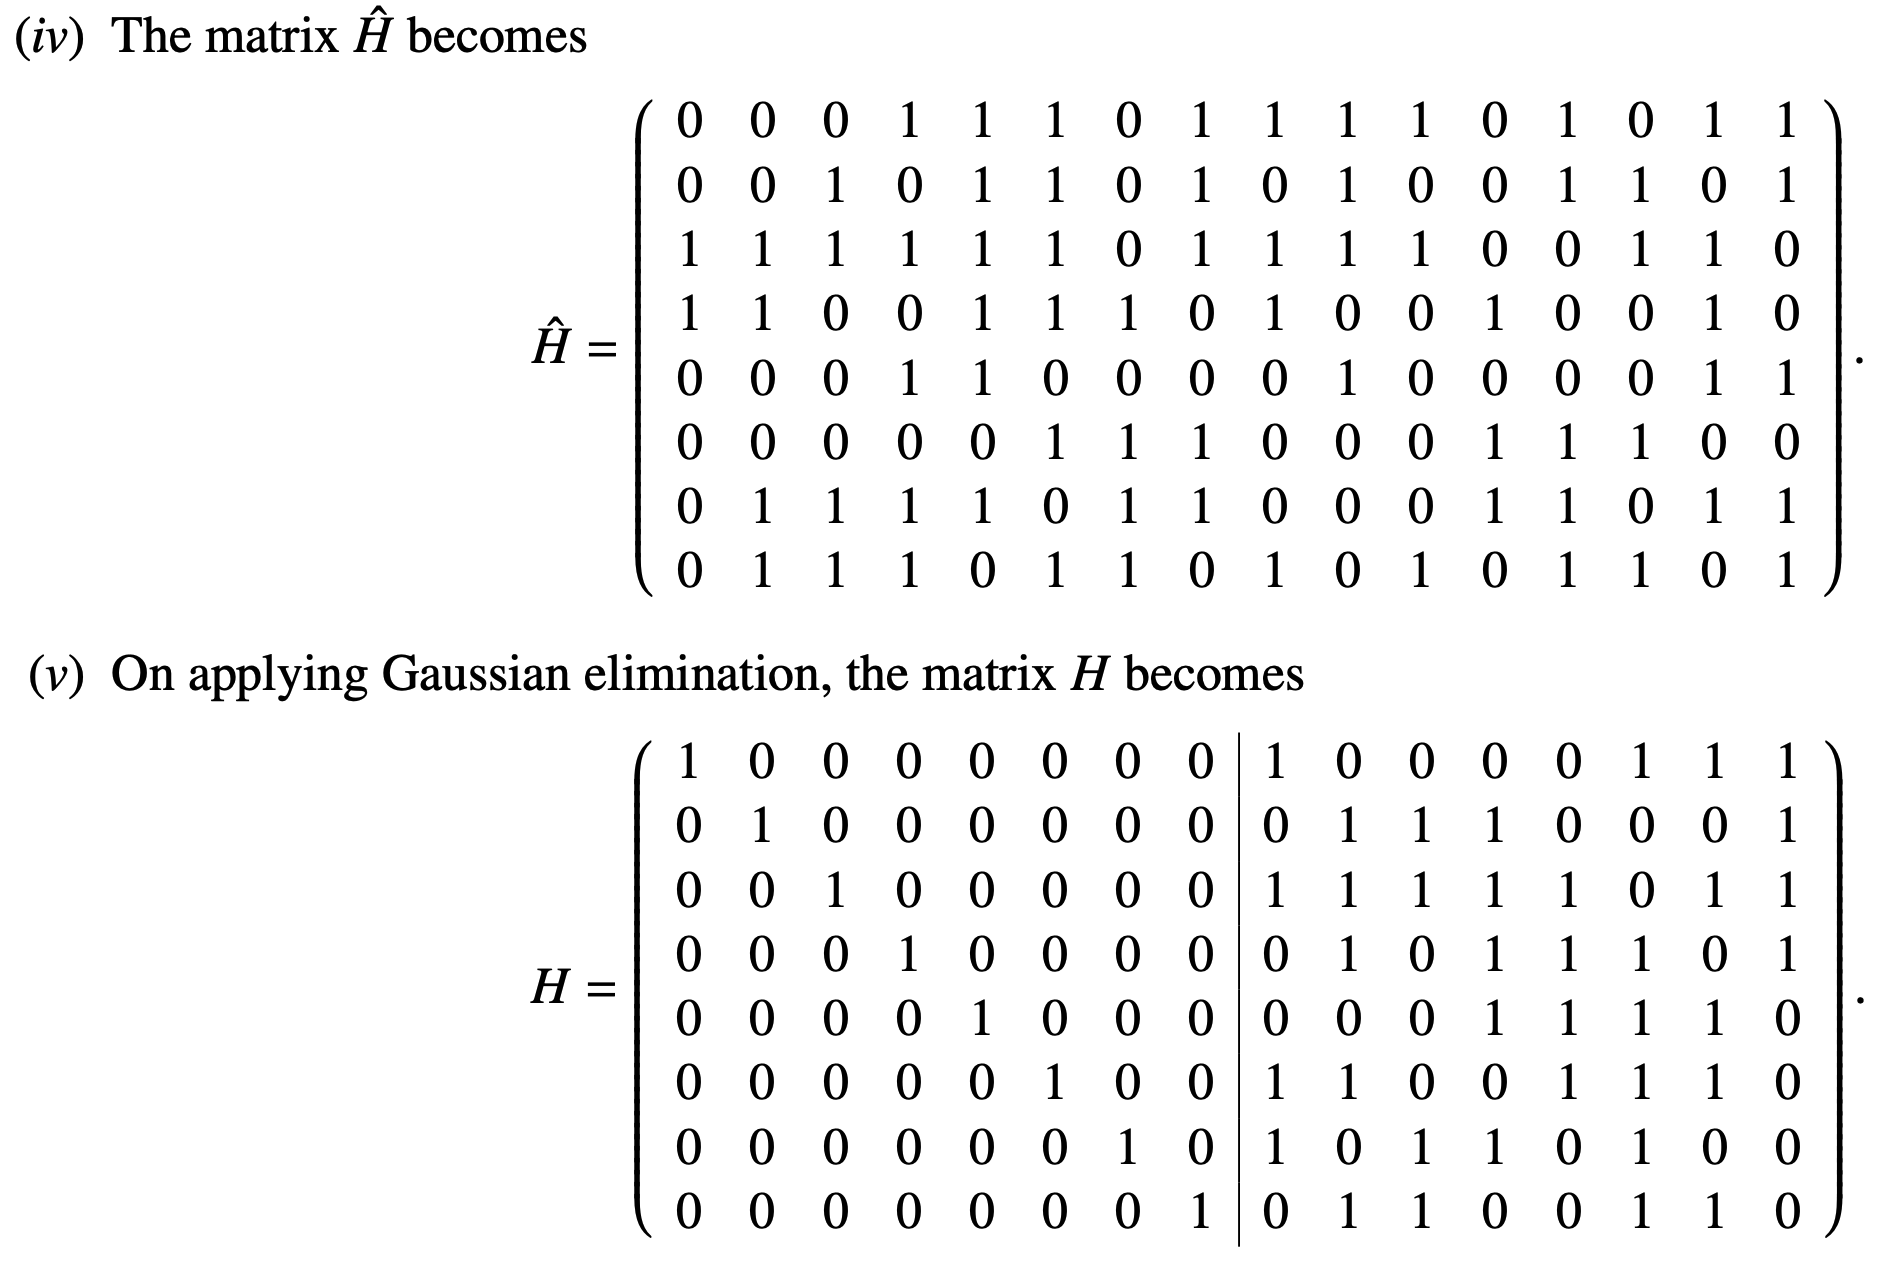 (iv) The matrix Ĥ becomes
0 0 0 1 1 1 0 1 1 1 1 0 1 0 1 1
0 0 1 0 1 1 0 1 0 1 0 0 1 1 0 1
1 1 1 1 1 1 0 1 1 1 1 0 0 1 1 0
1 1 0 0 1 1 1 0 1 0 0 1 0 0 1 0
Ĥ = .
0 0 0 1 1 0 0 0 0 1 0 0 0 0 1 1
0 0 0 0 0 1 1 1 0 0 0 1 1 1 0 0
0 1 1 1 1 0 1 1 0 0 0 1 1 0 1 1
0 1 1 1 0 1 1 0 1 0 1 0 1 1 0 1
(v) On applying Gaussian elimination, the matrix H becomes
1 0 0 0 0 0 0 0 | 1 0 0 0 0 1 1 1
0 1 0 0 0 0 0 0 | 0 1 1 1 0 0 0 1
0 0 1 0 0 0 0 0 | 1 1 1 1 1 0 1 1
0 0 0 1 0 0 0 0 | 0 1 0 1 1 1 0 1
H = .
0 0 0 0 1 0 0 0 | 0 0 0 1 1 1 1 0
0 0 0 0 0 1 0 0 | 1 1 0 0 1 1 1 0
0 0 0 0 0 0 1 0 | 1 0 1 1 0 1 0 0
0 0 0 0 0 0 0 1 | 0 1 1 0 0 1 1 0